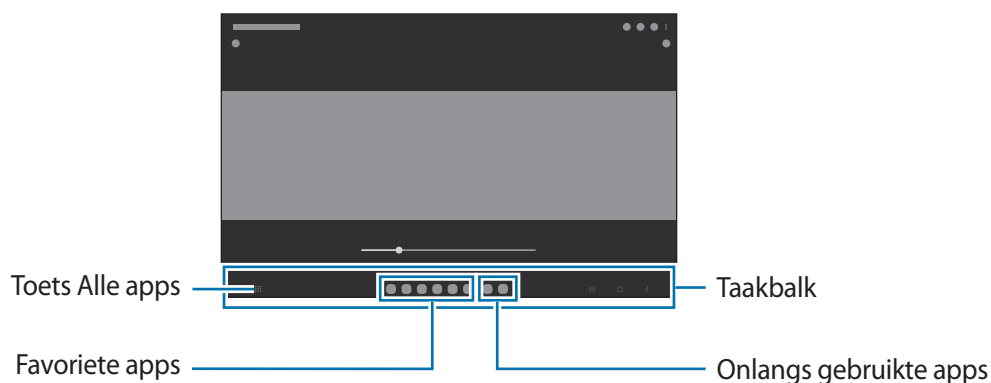 Toets Alle apps
Taakbalk
Favoriete apps
Onlangs gebruikte apps